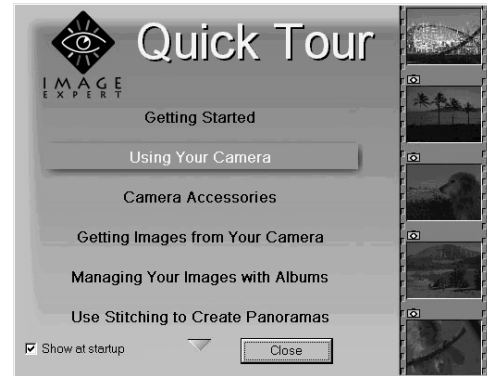 Quick Tour
IMAGE
EXPERT
Getting Started
Using Your Camera
Camera Accessories
Getting Images from Your Camera
Managing Your Images with Albums
Use Stitching to Create Panoramas
Show at startup
Close